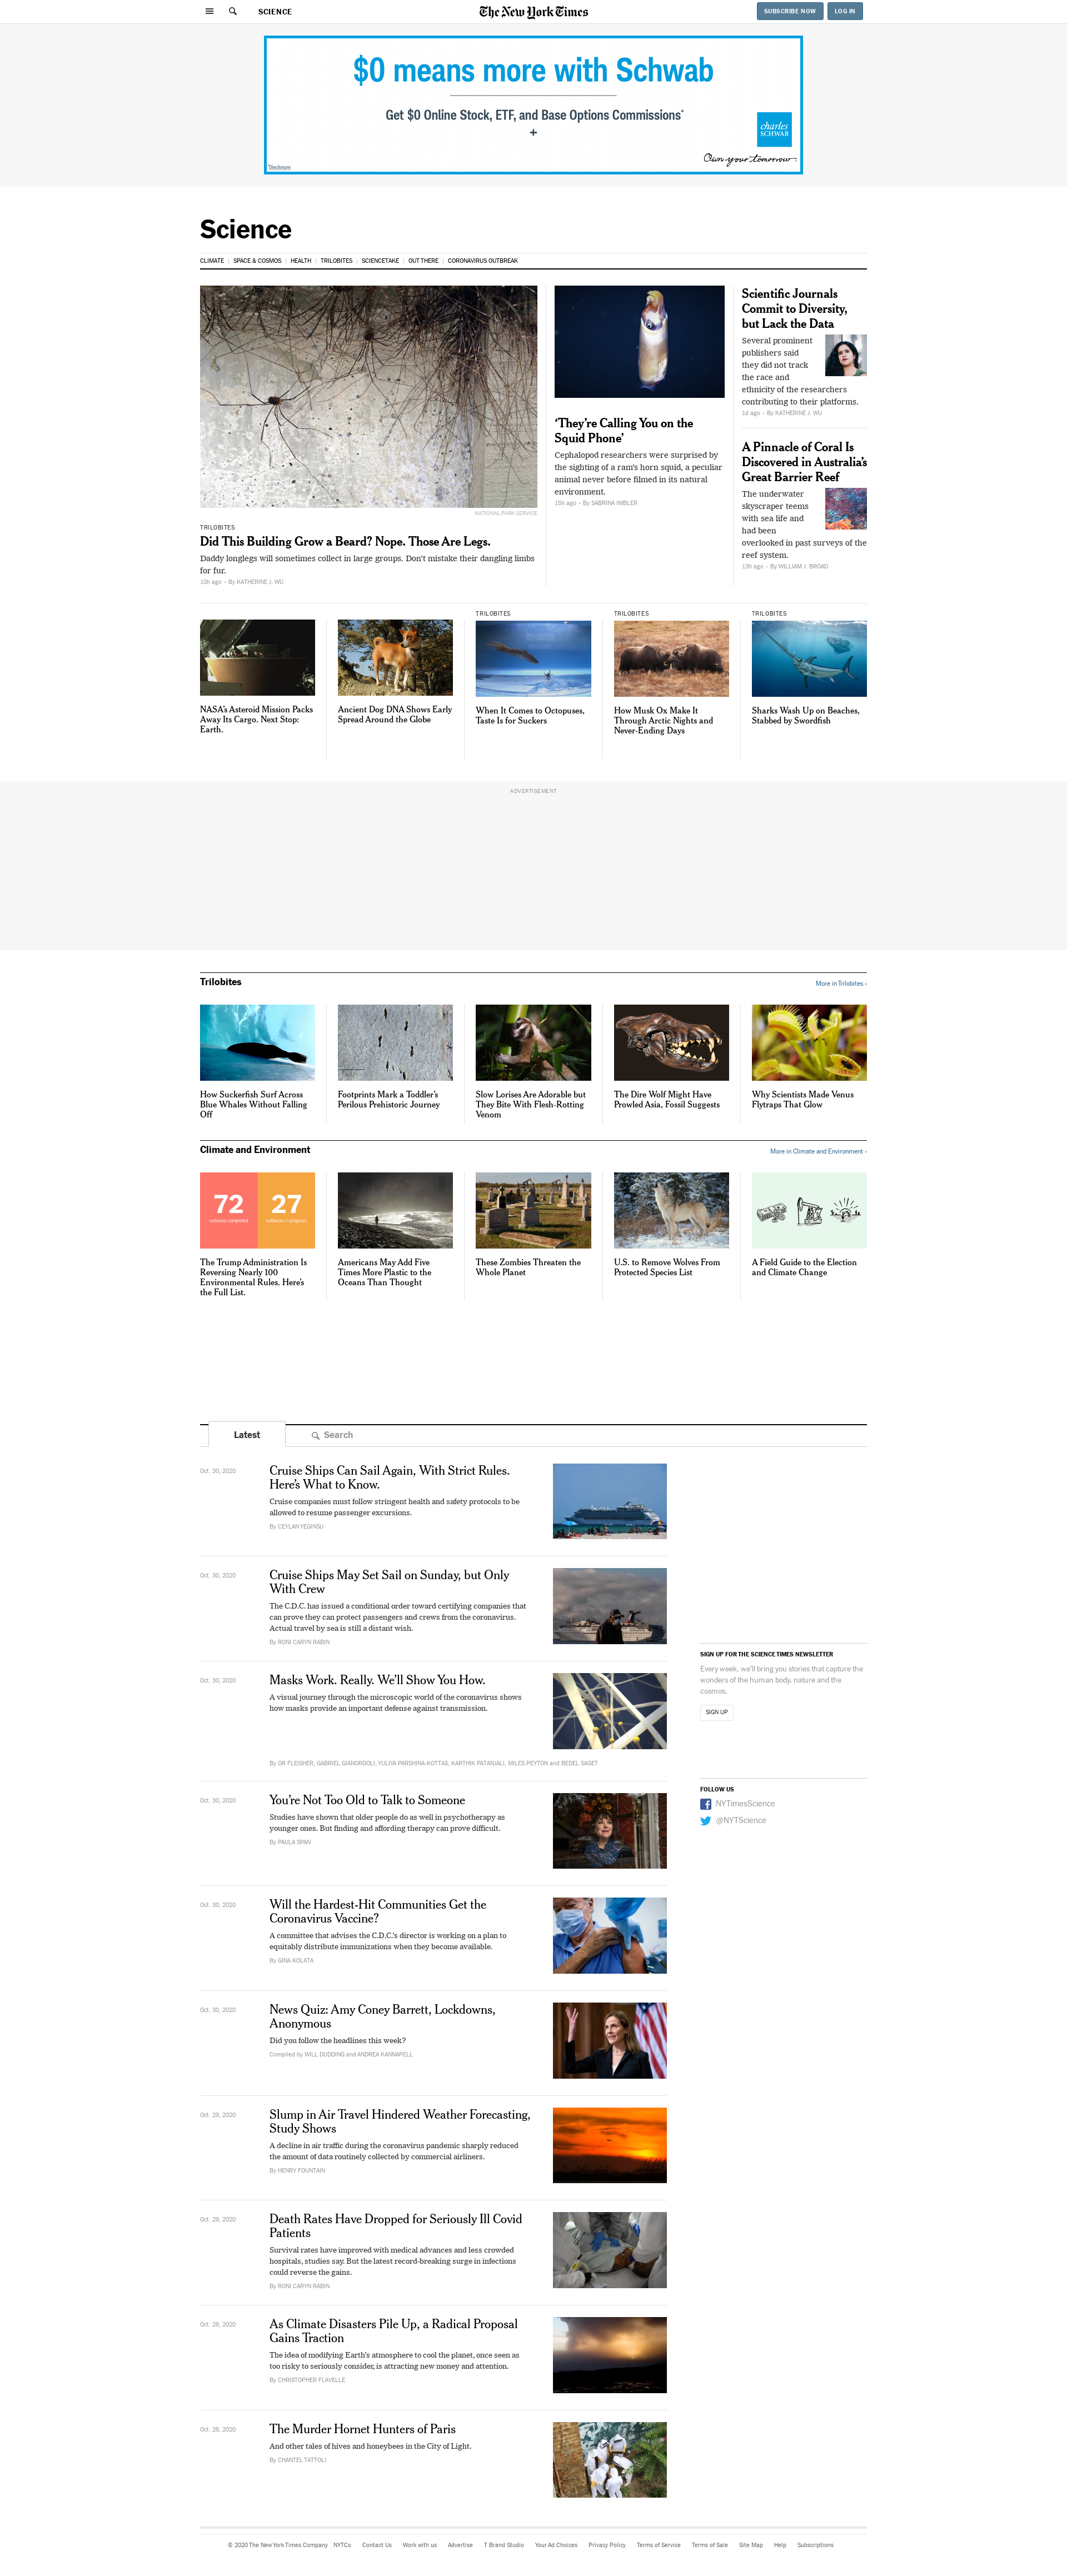 SCIENCE
The New York Times
SUBSCRIBE NOW
LOG IN
$0 means more with Schwab
Get $0 Online Stock, ETF, and Base Options Commissions*
+
charles
SCHWAB
Own your tomorrow.
Disclosure
Science
CLIMATE
SPACE & COSMOS
HEALTH
TRILOBITES
SCIENCETAKE
OUT THERE
CORONAVIRUS OUTBREAK
NATIONAL PARK SERVICE
TRILOBITES
Did This Building Grow a Beard? Nope. Those Are Legs.
Daddy longlegs will sometimes collect in large groups. Don't mistake their dangling limbs
for fur.
10h ago • By KATHERINE J. WU
‘They’re Calling You on the
Squid Phone’
Cephalopod researchers were surprised by
the sighting of a ram's horn squid, a peculiar
animal never before filmed in its natural
environment.
15h ago • By SABRINA IMBLER
Scientific Journals
Commit to Diversity,
but Lack the Data
Several prominent
publishers said
they did not track
the race and
ethnicity of the researchers
contributing to their platforms.
1d ago • By KATHERINE J. WU
A Pinnacle of Coral Is
Discovered in Australia’s
Great Barrier Reef
The underwater
skyscraper teems
with sea life and
had been
overlooked in past surveys of the
reef system.
13h ago • By WILLIAM J. BROAD
NASA’s Asteroid Mission Packs
Away Its Cargo. Next Stop:
Earth.
Ancient Dog DNA Shows Early
Spread Around the Globe
TRILOBITES
When It Comes to Octopuses,
Taste Is for Suckers
TRILOBITES
How Musk Ox Make It
Through Arctic Nights and
Never-Ending Days
TRILOBITES
Sharks Wash Up on Beaches,
Stabbed by Swordfish
ADVERTISEMENT
Trilobites
More in Trilobites ›
How Suckerfish Surf Across
Blue Whales Without Falling
Off
Footprints Mark a Toddler’s
Perilous Prehistoric Journey
Slow Lorises Are Adorable but
They Bite With Flesh-Rotting
Venom
The Dire Wolf Might Have
Prowled Asia, Fossil Suggests
Why Scientists Made Venus
Flytraps That Glow
Climate and Environment
More in Climate and Environment ›
72
rollbacks completed
27
rollbacks in progress
The Trump Administration Is
Reversing Nearly 100
Environmental Rules. Here’s
the Full List.
Americans May Add Five
Times More Plastic to the
Oceans Than Thought
These Zombies Threaten the
Whole Planet
U.S. to Remove Wolves From
Protected Species List
A Field Guide to the Election
and Climate Change
Latest
Search
Oct. 30, 2020
Cruise Ships Can Sail Again, With Strict Rules.
Here’s What to Know.
Cruise companies must follow stringent health and safety protocols to be
allowed to resume passenger excursions.
By CEYLAN YEGINSU
Oct. 30, 2020
Cruise Ships May Set Sail on Sunday, but Only
With Crew
The C.D.C. has issued a conditional order toward certifying companies that
can prove they can protect passengers and crews from the coronavirus.
Actual travel by sea is still a distant wish.
By RONI CARYN RABIN
Oct. 30, 2020
Masks Work. Really. We’ll Show You How.
A visual journey through the microscopic world of the coronavirus shows
how masks provide an important defense against transmission.
By OR FLEISHER, GABRIEL GIANORDOLI, YULIYA PARSHINA-KOTTAS, KARTHIK PATANJALI, MILES PEYTON and BEDEL SAGET
Oct. 30, 2020
You’re Not Too Old to Talk to Someone
Studies have shown that older people do as well in psychotherapy as
younger ones. But finding and affording therapy can prove difficult.
By PAULA SPAN
Oct. 30, 2020
Will the Hardest-Hit Communities Get the
Coronavirus Vaccine?
A committee that advises the C.D.C.'s director is working on a plan to
equitably distribute immunizations when they become available.
By GINA KOLATA
Oct. 30, 2020
News Quiz: Amy Coney Barrett, Lockdowns,
Anonymous
Did you follow the headlines this week?
Compiled by WILL DUDDING and ANDREA KANNAPELL
Oct. 29, 2020
Slump in Air Travel Hindered Weather Forecasting,
Study Shows
A decline in air traffic during the coronavirus pandemic sharply reduced
the amount of data routinely collected by commercial airliners.
By HENRY FOUNTAIN
Oct. 29, 2020
Death Rates Have Dropped for Seriously Ill Covid
Patients
Survival rates have improved with medical advances and less crowded
hospitals, studies say. But the latest record-breaking surge in infections
could reverse the gains.
By RONI CARYN RABIN
Oct. 28, 2020
As Climate Disasters Pile Up, a Radical Proposal
Gains Traction
The idea of modifying Earth’s atmosphere to cool the planet, once seen as
too risky to seriously consider, is attracting new money and attention.
By CHRISTOPHER FLAVELLE
Oct. 28, 2020
The Murder Hornet Hunters of Paris
And other tales of hives and honeybees in the City of Light.
By CHANTEL TATTOLI
SIGN UP FOR THE SCIENCE TIMES NEWSLETTER
Every week, we'll bring you stories that capture the
wonders of the human body, nature and the
cosmos.
SIGN UP
FOLLOW US
NYTimesScience
@NYTScience
© 2020 The New York Times Company
NYTCo
Contact Us
Work with us
Advertise
T Brand Studio
Your Ad Choices
Privacy Policy
Terms of Service
Terms of Sale
Site Map
Help
Subscriptions